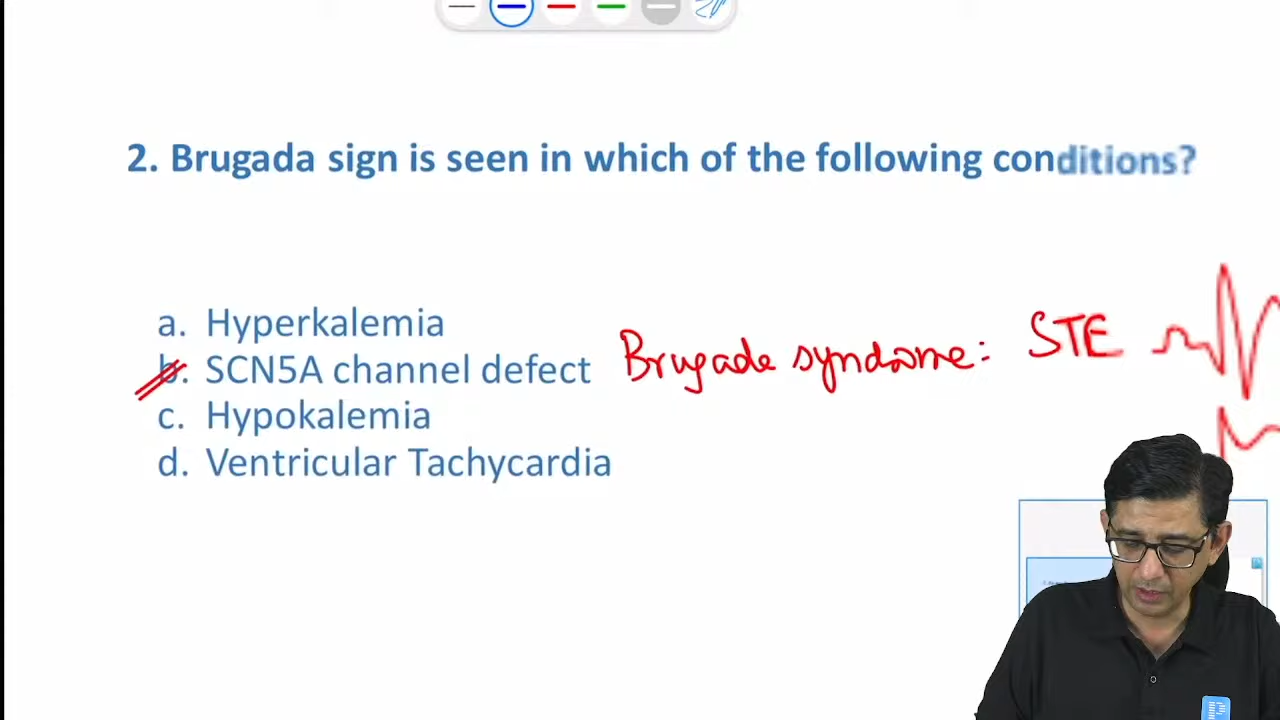 2. Brugada sign is seen in which of the following conditions?
a. Hyperkalemia
b. SCN5A channel defect
Brugade syndrome: STE
c. Hypokalemia
d. Ventricular Tachycardia